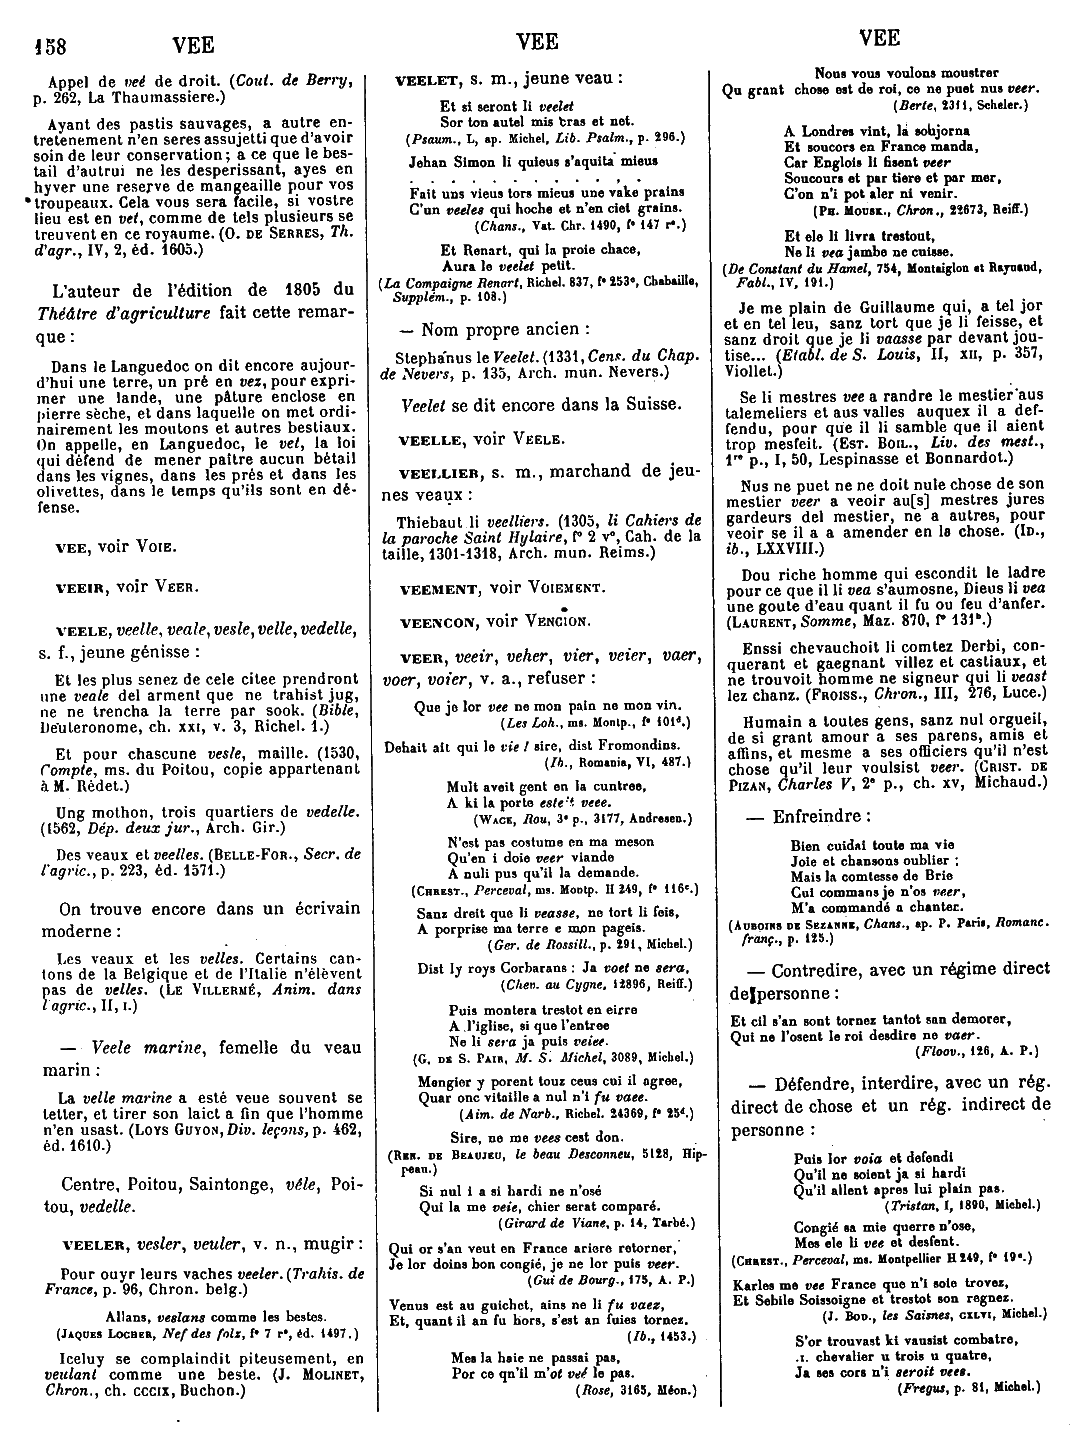 158 VEE VEE VEE
Appel de veé de droit. (Cout. de Berry,
p. 262, La Thaumassiere.)
Ayant des pastis sauvages, a autre en-
tretenement n'en seres assujetti que d'avoir
soin de leur conservation; a ce que le bes-
tail d'autrui ne les desperissant, ayes en
hyver une reserve de mangeaille pour vos
troupeaux. Cela vous sera facile, si vostre
lieu est en vet, comme de tels plusieurs se
treuvent en ce royaume. (O. DE SERRES, Th.
d'agr., IV, 2, éd. 1605.)
L'auteur de l'édition de 1805 du
Théâtre d'agriculture fait cette remar-
que :
Dans le Languedoc on dit encore aujour-
d'hui une terre, un pré en vez, pour expri-
mer une lande, une pâture enclose en
pierre sèche, et dans laquelle on met ordi-
nairement les moutons et autres bestiaux.
On appelle, en Languedoc, le vet, la loi
qui défend de mener paître aucun bétail
dans les vignes, dans les prés et dans les
olivettes, dans le temps qu'ils sont en dé-
fense.
VEE, voir VOIE.
VEEIR, voir VEER.
VEELE, veelle, veale, vesle, velle, vedelle,
s. f., jeune génisse :
Et les plus senez de cele citee prendront
une veale del arment que ne trahist jug,
ne ne trencha la terre par sook. (Bible,
Deuteronome, ch. XXI, v. 3, Richel. 1.)
Et pour chascune vesle, maille. (1530,
Compte, ms. du Poitou, copie appartenant
à M. Rédet.)
Ung mothon, trois quartiers de vedelle.
(1562, Dép. deux jur., Arch. Gir.)
Des veaux et veelles. (BELLE-FOR., Secr. de
l'agric., p. 223, éd. 1571.)
On trouve encore dans un écrivain
moderne :
Les veaux et les velles. Certains can-
tons de la Belgique et de l'Italie n'élèvent
pas de velles. (LE VILLERMÉ, Anim. dans
l'agric., II, I.)
— Veele marine, femelle du veau
marin :
La velle marine a esté veue souvent se
letter, et tirer son laict a fin que l'homme
n'en usast. (LOYS GUYON, Div. leçons, p. 462,
éd. 1610.)
Centre, Poitou, Saintonge, véle, Poi-
tou, vedelle.
VEELER, vesler, veuler, v. n., mugir :
Pour ouyr leurs vaches veeler. (Trahis. de
France, p. 96, Chron. belg.)
Allans, veslans comme les bestes.
(JAQUES LOCHER, Nef des folz, f° 7 r°, éd. 1497.)
Iceluy se complaindit piteusement, en
veulant comme une beste. (J. MOLINET,
Chron., ch. CCCIX, Buchon.)
VEELET, s. m., jeune veau :
Et si seront li veelet
Sor ton autel mis tras et net.
(Psaum., L, ap. Michel, Lib. Psalm., p. 296.)
Jehan Simon li quieus s'aquita mieus
. . . . . . . . . . . .
Fait uns vieus tors mieus une vake prains
C'un veeles qui hoche et n'en ciet grains.
(Chans., Vat. Chr. 1490, f° 147 r°.)
Et Renart, qui la proie chace,
Aura le veelet petit.
(La Compaigne Renart, Richel. 837, f° 253°, Chabaille,
Supplém., p. 108.)
— Nom propre ancien :
Stephanus le Veelet. (1331, Cens. du Chap.
de Nevers, p. 135, Arch. mun. Nevers.)
Veelet se dit encore dans la Suisse.
VEELLE, voir VEELE.
VEELLIER, s. m., marchand de jeu-
nes veaux :
Thiebaut li veelliers. (1305, li Cahiers de
la paroche Saint Hylaire, f° 2 v°, Cah. de la
taille, 1301-1318, Arch. mun. Reims.)
VEEMENT, voir VOIEMENT.
VEENCON, voir VENCION.
VEER, veeir, veher, vier, veier, vaer,
voer, voier, v. a., refuser :
Que je lor vee ne mon pain ne mon vin.
(Les Loh., ms. Montp., f° 101d.)
Dehait ait qui le vie ! sire, dist Fromondins.
(Ib., Romania, VI, 487.)
Mult aveit gent en la cuntree,
A ki la porte este't veee.
(WACE, Rou, 3° p., 3177, Andresen.)
N'est pas costume en ma meson
Qu'en i doie veer viande
A nuli pus qu'il la demande.
(CHREST., Perceval, ms. Montp. H 249, f° 116c.)
Sanz dreit que li veasse, ne tort li feis,
A porprise ma terre e mon pageis.
(Ger. de Rossill., p. 291, Michel.)
Dist ly roys Corbarans : Ja voet ne sera,
(Chev. au Cygne, 12896, Reiff.)
Puis montera trestot en eirre
A l'iglise, si que l'entree
Ne li sera ja puis veiee.
(G. DE S. PAIR, M. S. Michel, 3089, Michel.)
Mengier y porent touz ceus cui il agree,
Quar onc vitaille a nul n'i fu vaee.
(Aim. de Narb., Richel. 24369, f° 25d.)
Sire, ne me vees cest don.
(REN. DE BEAUJEU, le beau Desconneu, 5128, Hip-
peau.)
Si nul i a si hardi ne n'osé
Qui la me veie, chier serat comparé.
(Girard de Viane, p. 14, Tarbé.)
Qui or s'an veut en France ariere retorner,
Je lor doins bon congié, je ne lor puis veer.
(Gui de Bourg., 175, A. P.)
Venus est au guichet, ains ne li fu vaez,
Et, quant il an fu hors, s'est an fuies tornez.
(Ib., 1453.)
Mes la haie ne passai pas,
Por ce qn'il m'ot veé le pas.
(Rose, 3165, Méon.)
Nous vous voulons moustrer
Qu grant chose est de roi, ce ne puet nus veer.
(Berte, 2311, Scheler.)
A Londres vint, là sobjorna
Et soucors en France manda,
Car Englois li fisent veer
Soucours et par tiere et par mer,
C'on n'i pot aler ni venir.
(PH. MOUSK., Chron., 22673, Reiff.)
Et ele li livra trestout,
Ne li vea jambe ne cuisse.
(De Constant du Hamel, 754, Montaiglon et Raynaud,
Fabl., IV, 191.)
Je me plain de Guillaume qui, a tel jor
et en tel leu, sanz tort que je li feisse, et
sanz droit que je li vaasse par devant jou-
tise... (Etabl. de S. Louis, II, XII, p. 357,
Viollet.)
Se li mestres vee a randre le mestier aus
talemeliers et aus valles auquex il a def-
fendu, pour que il li samble que il aient
trop mesfeit. (EST. BOIL., Liv. des mest.,
1re p., I, 50, Lespinasse et Bonnardot.)
Nus ne puet ne ne doit nule chose de son
mestier veer a veoir au[s] mestres jures
gardeurs del mestier, ne a autres, pour
veoir se il a a amender en la chose. (ID.,
ib., LXXVIII.)
Dou riche homme qui escondit le ladre
pour ce que il li vea s'aumosne, Dieus li vea
une goute d'eau quant il fu ou feu d'anfer.
(LAURENT, Somme, Maz. 870, f° 131b.)
Enssi chevauchoit li comtez Derbi, con-
querant et gaegnant villez et castiaux, et
ne trouvoit homme ne signeur qui li veast
lez chanz. (FROISS., Chron., III, 276, Luce.)
Humain a toutes gens, sanz nul orgueil,
de si grant amour a ses parens, amis et
affins, et mesme a ses officiers qu'il n'est
chose qu'il leur voulsist veer. (CRIST. DE
PIZAN, Charles V, 2e p., ch. XV, Michaud.)
— Enfreindre :
Bien cuidai toute ma vie
Joie et chansons oublier ;
Mais la comtesse de Brie
Cui commans je n'os veer,
M'a commandé a chanter.
(AUBOINS DE SEZANNE, Chans., ap. P. Paris, Romanc.
franç., p. 125.)
— Contredire, avec un régime direct
de personne :
Et cil s'an sont tornez tantot san demorer,
Qui ne l'osent le roi desdire ne vaer.
(Floov., 126, A. P.)
— Défendre, interdire, avec un rég.
direct de chose et un rég. indirect de
personne :
Puis lor voia et defendi
Qu'il ne soient ja si hardi
Qu'il aillent apres lui plain pas.
(Tristan, I, 1890, Michel.)
Congié sa mie querre n'ose,
Mes ele li vee et desfent.
(CHREST., Perceval, ms. Montpellier H 249, f° 19e.)
Karles me vee France que n'i soie trovez,
Et Sebile Soissoigne et trestot son regnez.
(J. BOD., les Saisnes, CXLVI, Michel.)
S'or trouvast ki vausist combatre,
.I. chevalier u trois u quatre,
Ja ses cors n'i seroit vees.
(Fregus, p. 81, Michel.)